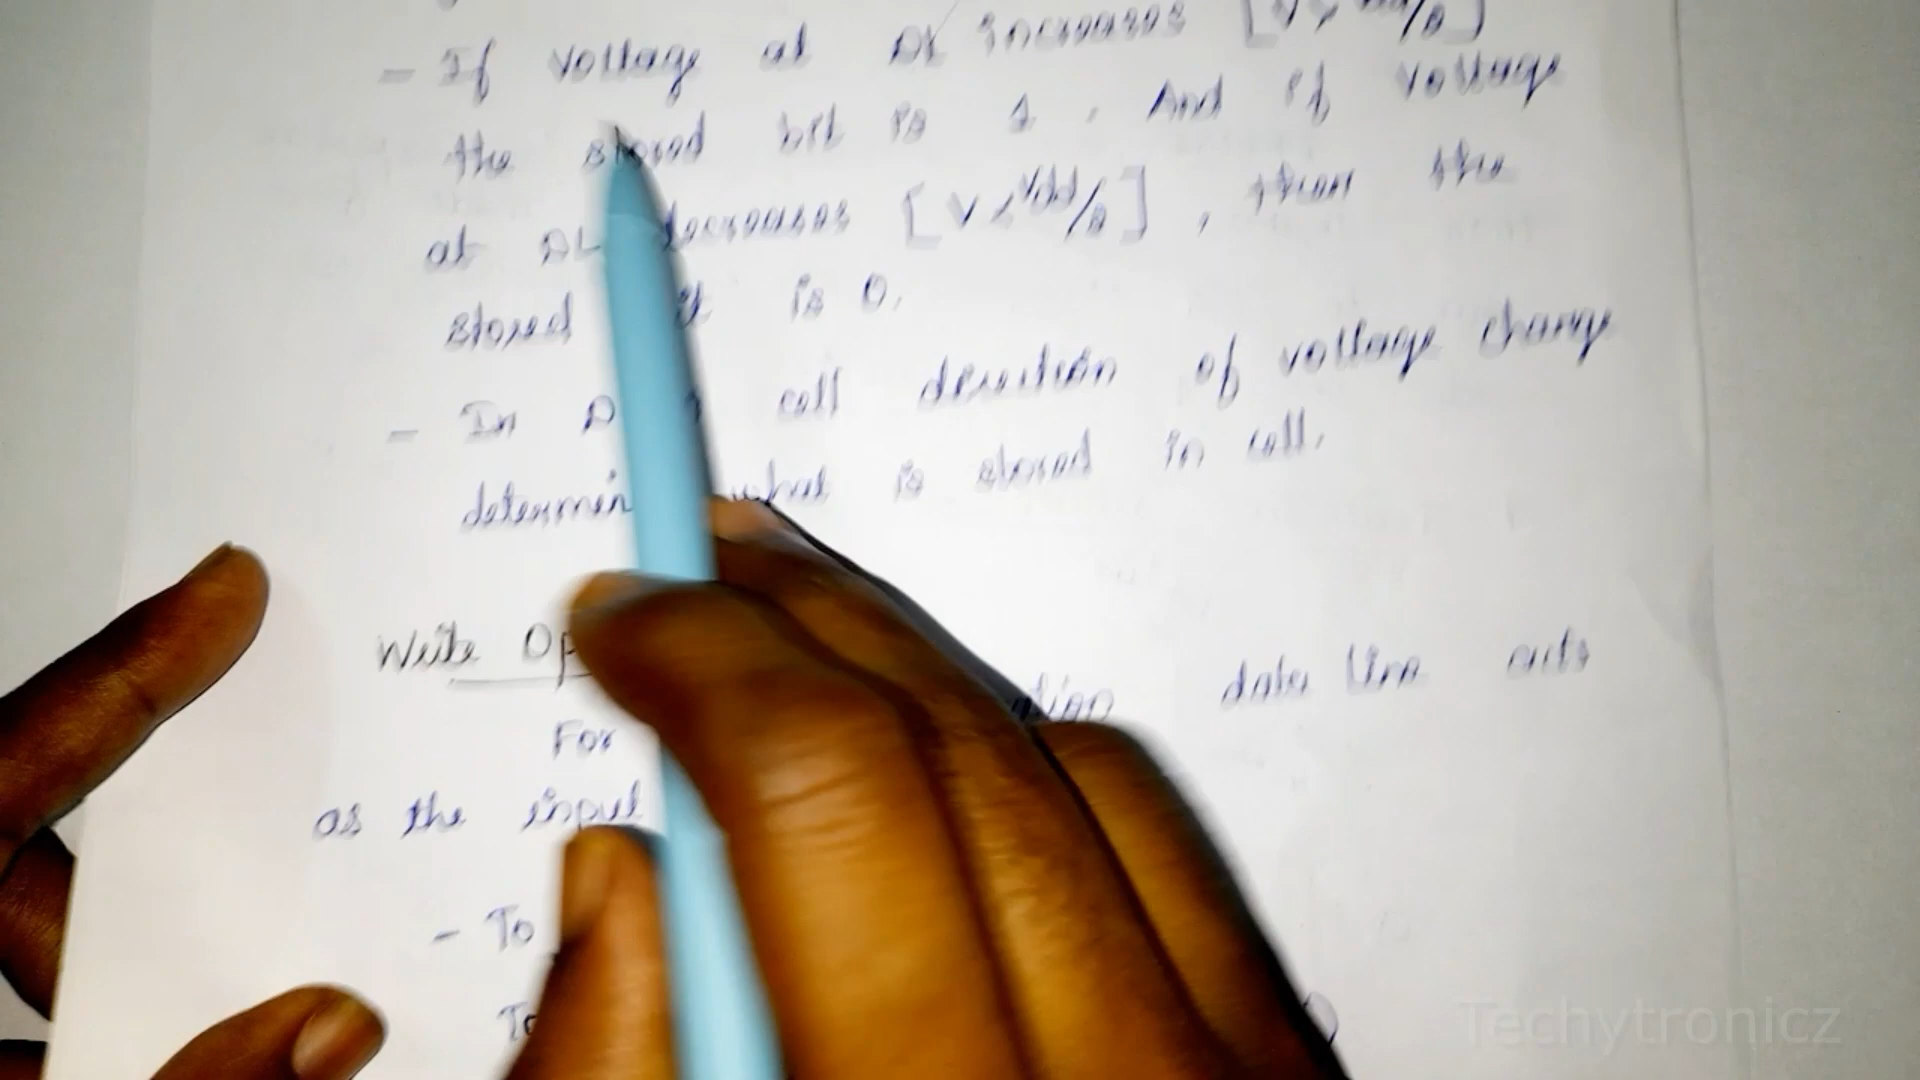 - If voltage at DL increases [V > Vdd/2]
the stored bit is 1, And if voltage
at DL decreases [V < Vdd/2], then the
stored is 0.
- In cell direction of voltage change
what is stored in cell.
Write
For data line acts
as the input
- To
To
Techytronicz